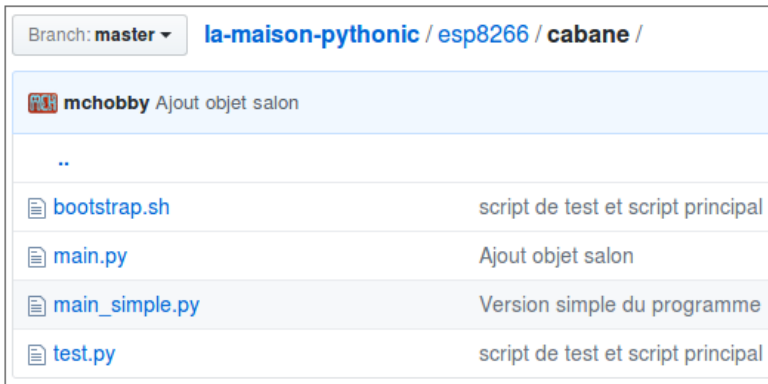 Branch: master la-maison-pythonic / esp8266 / cabane /
mchobby Ajout objet salon
..
bootstrap.sh script de test et script principal
main.py Ajout objet salon
main_simple.py Version simple du programme
test.py script de test et script principal